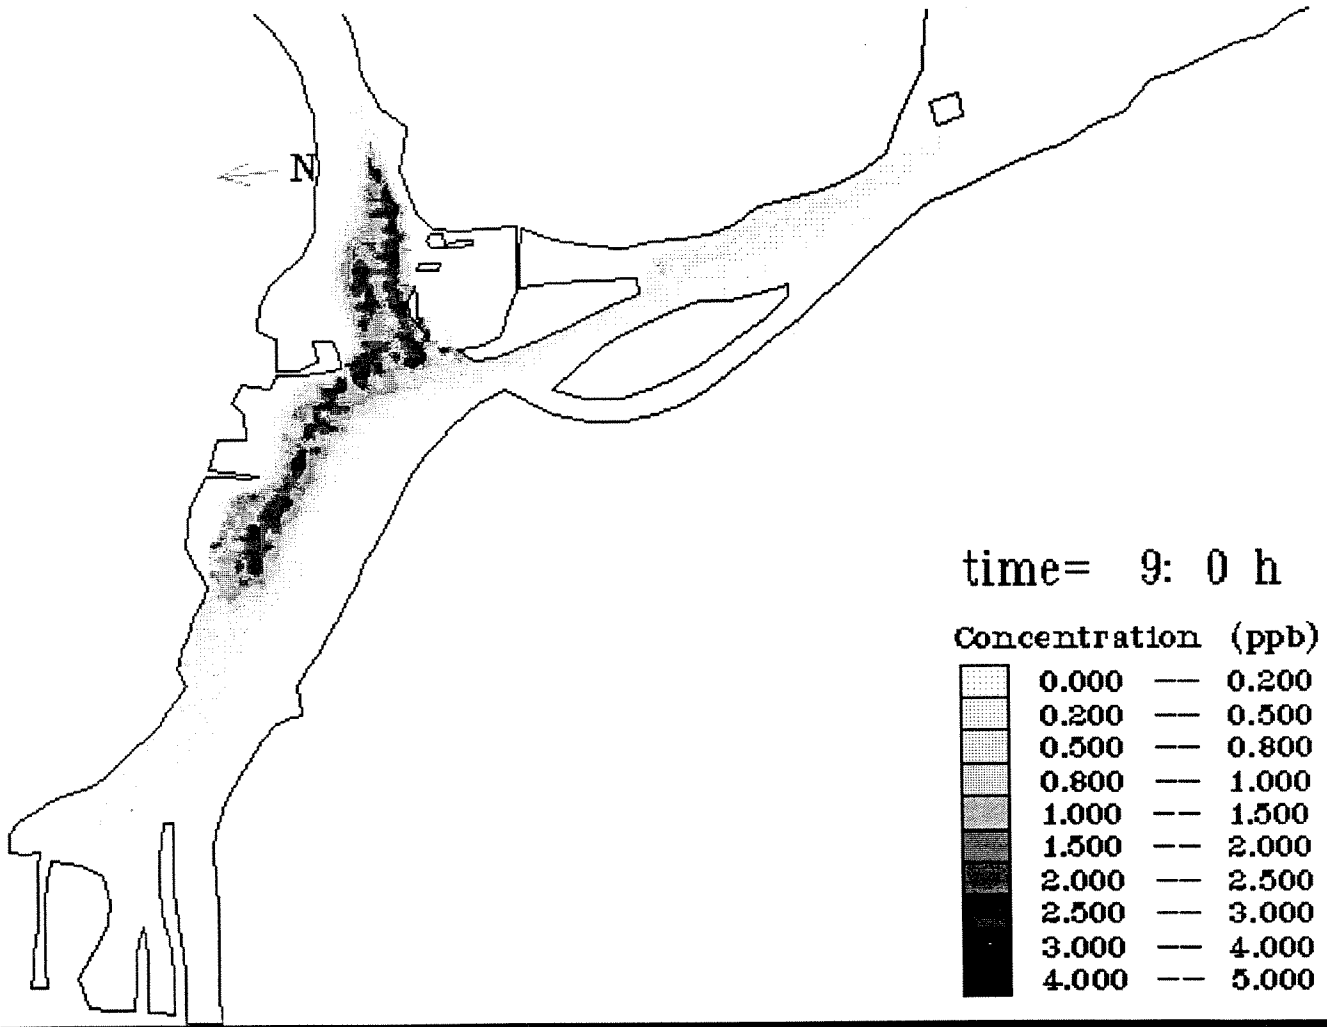 N
time= 9: 0 h
Concentration (ppb)
0.000 — 0.200
0.200 — 0.500
0.500 — 0.800
0.800 — 1.000
1.000 — 1.500
1.500 — 2.000
2.000 — 2.500
2.500 — 3.000
3.000 — 4.000
4.000 — 5.000